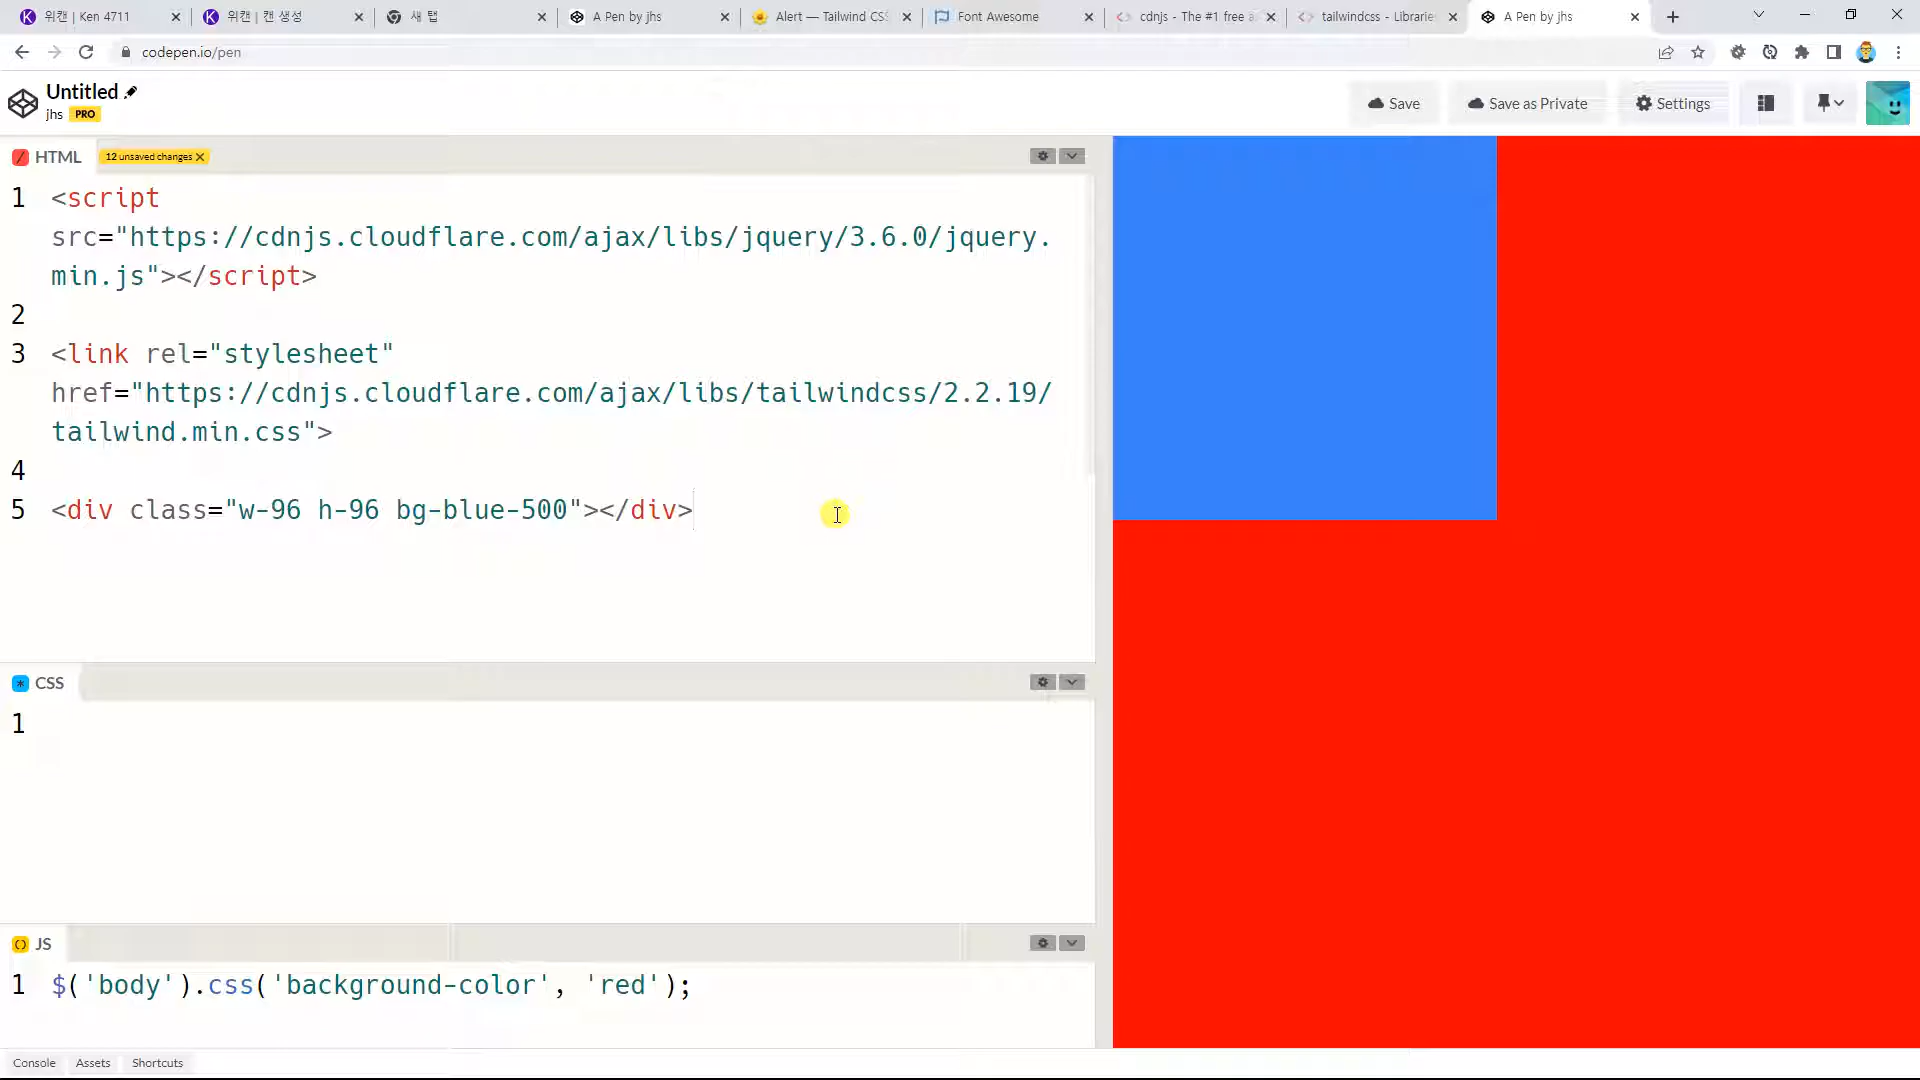 위캔 | Ken 4711
위캔 | 캔 생성
새 탭
A Pen by jhs
Alert — Tailwind CSS
Font Awesome
cdnjs - The #1 free a
tailwindcss - Libraries
A Pen by jhs
codepen.io/pen
Untitled
jhs PRO
Save
Save as Private
Settings
HTML
12 unsaved changes X
1 <script
src="https://cdnjs.cloudflare.com/ajax/libs/jquery/3.6.0/jquery.
min.js"></script>
2
3 <link rel="stylesheet"
href="https://cdnjs.cloudflare.com/ajax/libs/tailwindcss/2.2.19/
tailwind.min.css">
4
5 <div class="w-96 h-96 bg-blue-500"></div>
* CSS
1
() JS
1 $('body').css('background-color', 'red');
Console Assets Shortcuts